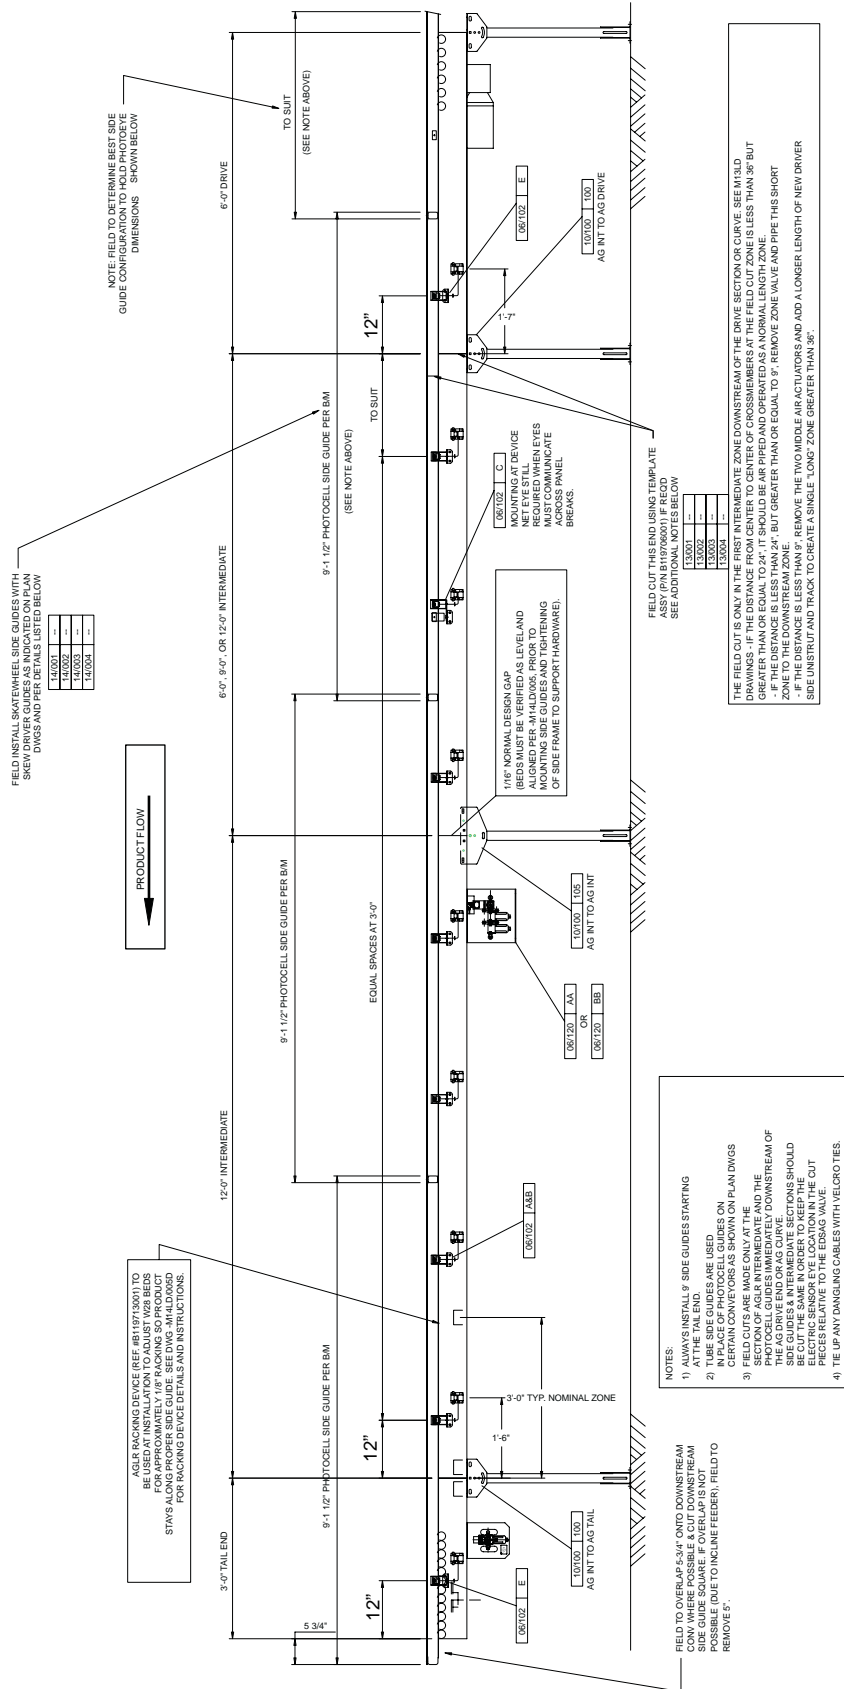 NOTE: FIELD TO DETERMINE BEST SIDE
GUIDE CONFIGURATION TO HOLD PHOTOEYE
DIMENSIONS SHOWN BELOW
FIELD INSTALL SKATEWHEEL SIDE GUIDES WITH
SKEW DRIVER GUIDES AS INDICATED ON PLAN
DWGS AND PER DETAILS LISTED BELOW
14/001 --
14/002 --
14/003 --
14/004 --
PRODUCT FLOW
AGLR RACKING DEVICE (REF. #B119713001) TO
BE USED AT INSTALLATION TO ADJUST W28 BEDS
FOR APPROXIMATELY 1/8" RACKING SO PRODUCT
STAYS ALONG PROPER SIDE GUIDE. SEE DWG -M14LD/005D
FOR RACKING DEVICE DETAILS AND INSTRUCTIONS.
3'-0" TAIL END
12'-0" INTERMEDIATE
6'-0", 9'-0", OR 12'-0" INTERMEDIATE
6'-0" DRIVE
5 3/4"
9'-1 1/2" PHOTOCELL SIDE GUIDE PER B/M
9'-1 1/2" PHOTOCELL SIDE GUIDE PER B/M
9'-1 1/2" PHOTOCELL SIDE GUIDE PER B/M
(SEE NOTE ABOVE)
TO SUIT
(SEE NOTE ABOVE)
12"
12"
EQUAL SPACES AT 3'-0"
TO SUIT
12"
06/102 E
10/100 100
AG INT TO AG TAIL
1'-6"
3'-0" TYP. NOMINAL ZONE
06/102 A&B
06/120 AA
OR
06/120 BB
10/100 105
AG INT TO AG INT
1/16" NORMAL DESIGN GAP
(BEDS MUST BE VERIFIED AS LEVEL AND
ALIGNED PER -M14LD/005, PRIOR TO
MOUNTING SIDE GUIDES AND TIGHTENING
OF SIDE FRAME TO SUPPORT HARDWARE).
06/102 C
MOUNTING AT DEVICE
NET EYE STILL
REQUIRED WHEN EYES
MUST COMMUNICATE
ACROSS PANEL
BREAKS.
1'-7"
06/102 E
10/100 100
AG INT TO AG DRIVE
FIELD CUT THIS END USING TEMPLATE
ASSY (P/N B119706001) IF REQ'D
SEE ADDITIONAL NOTES BELOW
13/001 --
13/002 --
13/003 --
13/004 --
FIELD TO OVERLAP 5-3/4" ONTO DOWNSTREAM
CONV WHERE POSSIBLE & CUT DOWNSTREAM
SIDE GUIDE SQUARE. IF OVERLAP IS NOT
POSSIBLE (DUE TO INCLINE FEEDER), FIELD TO
REMOVE 5".
NOTES:
1) ALWAYS INSTALL 9' SIDE GUIDES STARTING
AT THE TAIL END.
2) TUBE SIDE GUIDES ARE USED
IN PLACE OF PHOTOCELL GUIDES ON
CERTAIN CONVEYORS AS SHOWN ON PLAN DWGS
3) FIELD CUTS ARE MADE ONLY AT THE
SECTION OF AGLR INTERMEDIATE AND THE
PHOTOCELL GUIDES IMMEDIATELY DOWNSTREAM OF
THE AG DRIVE END OR AG CURVE.
SIDE GUIDES & INTERMEDIATE SECTIONS SHOULD
BE CUT THE SAME IN ORDER TO KEEP THE
ELECTRIC SENSOR EYE LOCATION IN THE CUT
PIECES RELATIVE TO THE EDSAG VALVE.
4) TIE UP ANY DANGLING CABLES WITH VELCRO TIES.
THE FIELD CUT IS ONLY IN THE FIRST INTERMEDIATE ZONE DOWNSTREAM OF THE DRIVE SECTION OR CURVE. SEE M13LD
DRAWINGS - IF THE DISTANCE FROM CENTER TO CENTER OF CROSSMEMBERS AT THE FIELD CUT ZONE IS LESS THAN 36" BUT
GREATER THAN OR EQUAL TO 24", IT SHOULD BE AIR PIPED AND OPERATED AS A NORMAL LENGTH ZONE.
- IF THE DISTANCE IS LESS THAN 24", BUT GREATER THAN OR EQUAL TO 9", REMOVE ZONE VALVE AND PIPE THIS SHORT
ZONE TO THE DOWNSTREAM ZONE.
- IF THE DISTANCE IS LESS THAN 9", REMOVE THE TWO MIDDLE AIR ACTUATORS AND ADD A LONGER LENGTH OF NEW DRIVER
SIDE UNISTRUT AND TRACK TO CREATE A SINGLE "LONG" ZONE GREATER THAN 36".